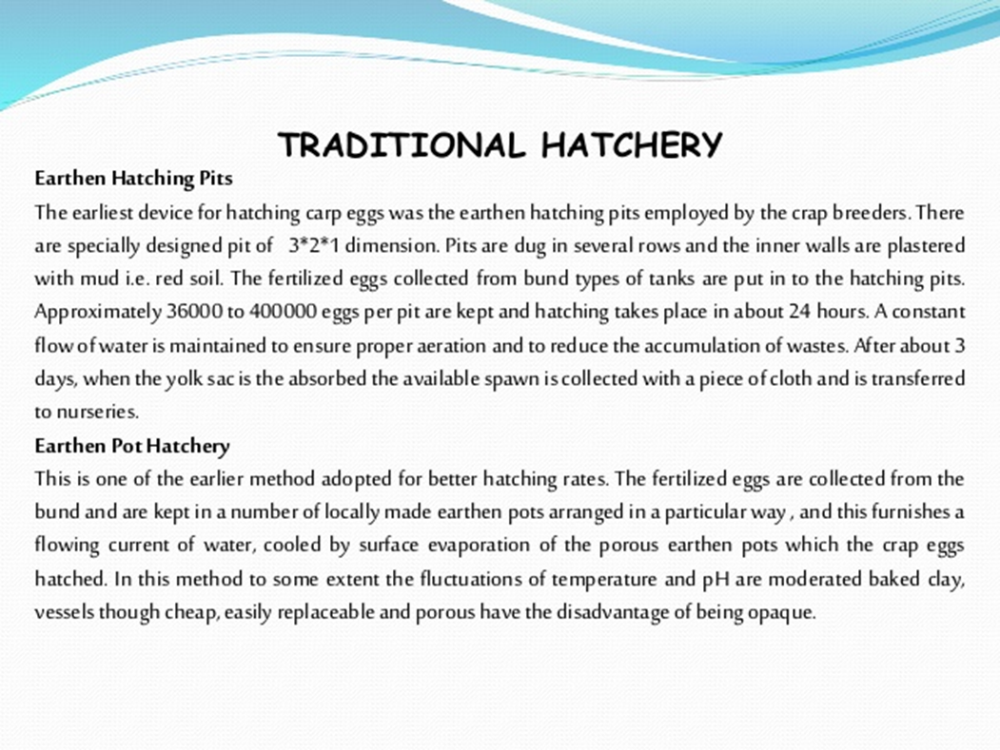 TRADITIONAL HATCHERY
Earthen Hatching Pits
The earliest device for hatching carp eggs was the earthen hatching pits employed by the crap breeders. There
are specially designed pit of 3*2*1 dimension. Pits are dug in several rows and the inner walls are plastered
with mud i.e. red soil. The fertilized eggs collected from bund types of tanks are put in to the hatching pits.
Approximately 36000 to 400000 eggs per pit are kept and hatching takes place in about 24 hours. A constant
flow of water is maintained to ensure proper aeration and to reduce the accumulation of wastes. After about 3
days, when the yolk sac is the absorbed the available spawn is collected with a piece of cloth and is transferred
to nurseries.
Earthen Pot Hatchery
This is one of the earlier method adopted for better hatching rates. The fertilized eggs are collected from the
bund and are kept in a number of locally made earthen pots arranged in a particular way , and this furnishes a
flowing current of water, cooled by surface evaporation of the porous earthen pots which the crap eggs
hatched. In this method to some extent the fluctuations of temperature and pH are moderated baked clay,
vessels though cheap, easily replaceable and porous have the disadvantage of being opaque.